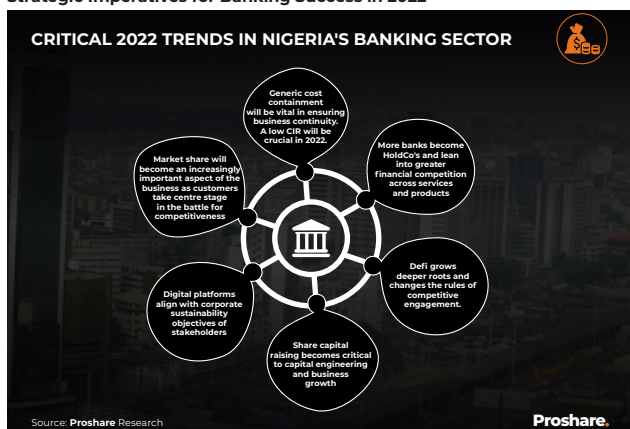 Strategic Imperatives for Banking Success in 2022
CRITICAL 2022 TRENDS IN NIGERIA'S BANKING SECTOR
Generic cost
containment
will be vital in ensuring
business continuity.
A low CIR will be
crucial in 2022.
More banks become
HoldCo's and lean
into greater
financial competition
across services
and products
Defi grows
deeper roots and
changes the rules of
competitive
engagement.
Share capital
raising becomes critical
to capital engineering
and business
growth
Digital platforms
align with corporate
sustainability
objectives of
stakeholders
Market share will
become an increasingly
important aspect of the
business as customers
take centre stage
in the battle for
competitiveness
Source: Proshare Research
Proshare.